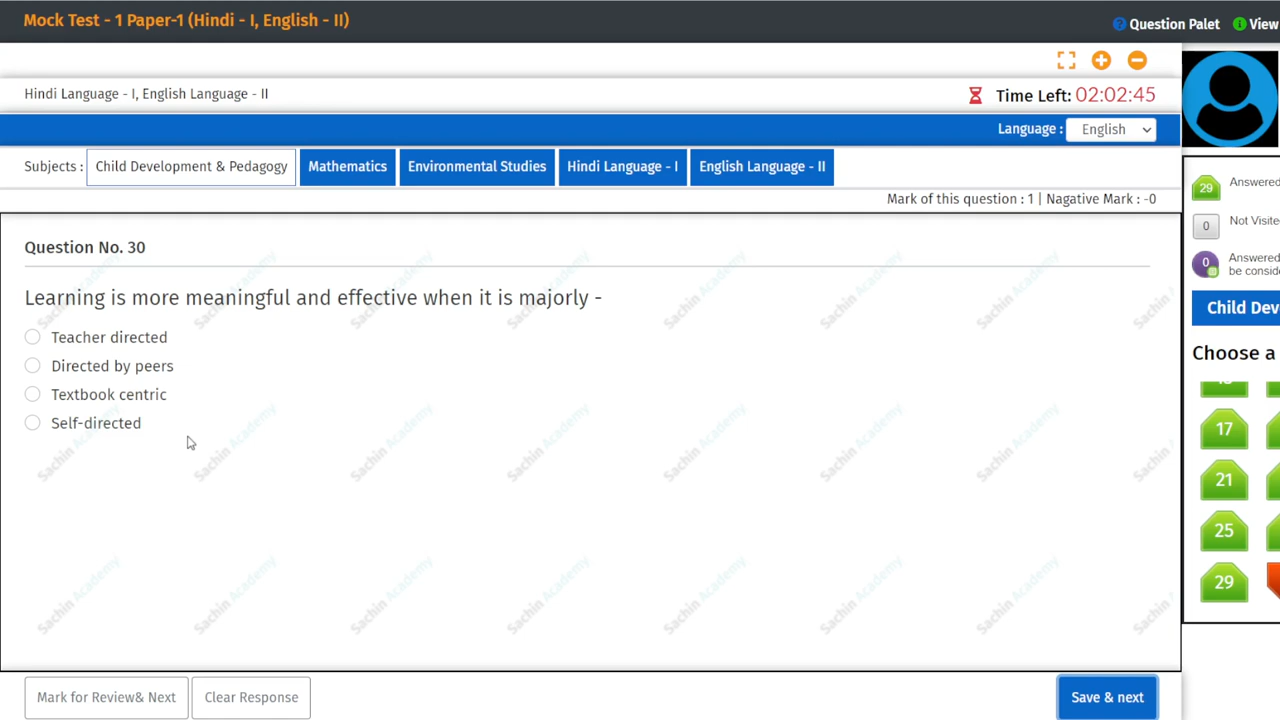 Mock Test - 1 Paper-1 (Hindi - I, English - II)
Question Palet
View
Hindi Language - I, English Language - II
Time Left: 02:02:45
Language : English
Subjects : Child Development & Pedagogy Mathematics Environmental Studies Hindi Language - I English Language - II
Mark of this question : 1 | Nagative Mark : -0
Question No. 30
Learning is more meaningful and effective when it is majorly -
Teacher directed
Directed by peers
Textbook centric
Self-directed
Mark for Review& Next
Clear Response
Save & next
29 Answered
0 Not Visite
0 Answered
be conside
Child Dev
Choose a
17
21
25
29
Sachin Academy